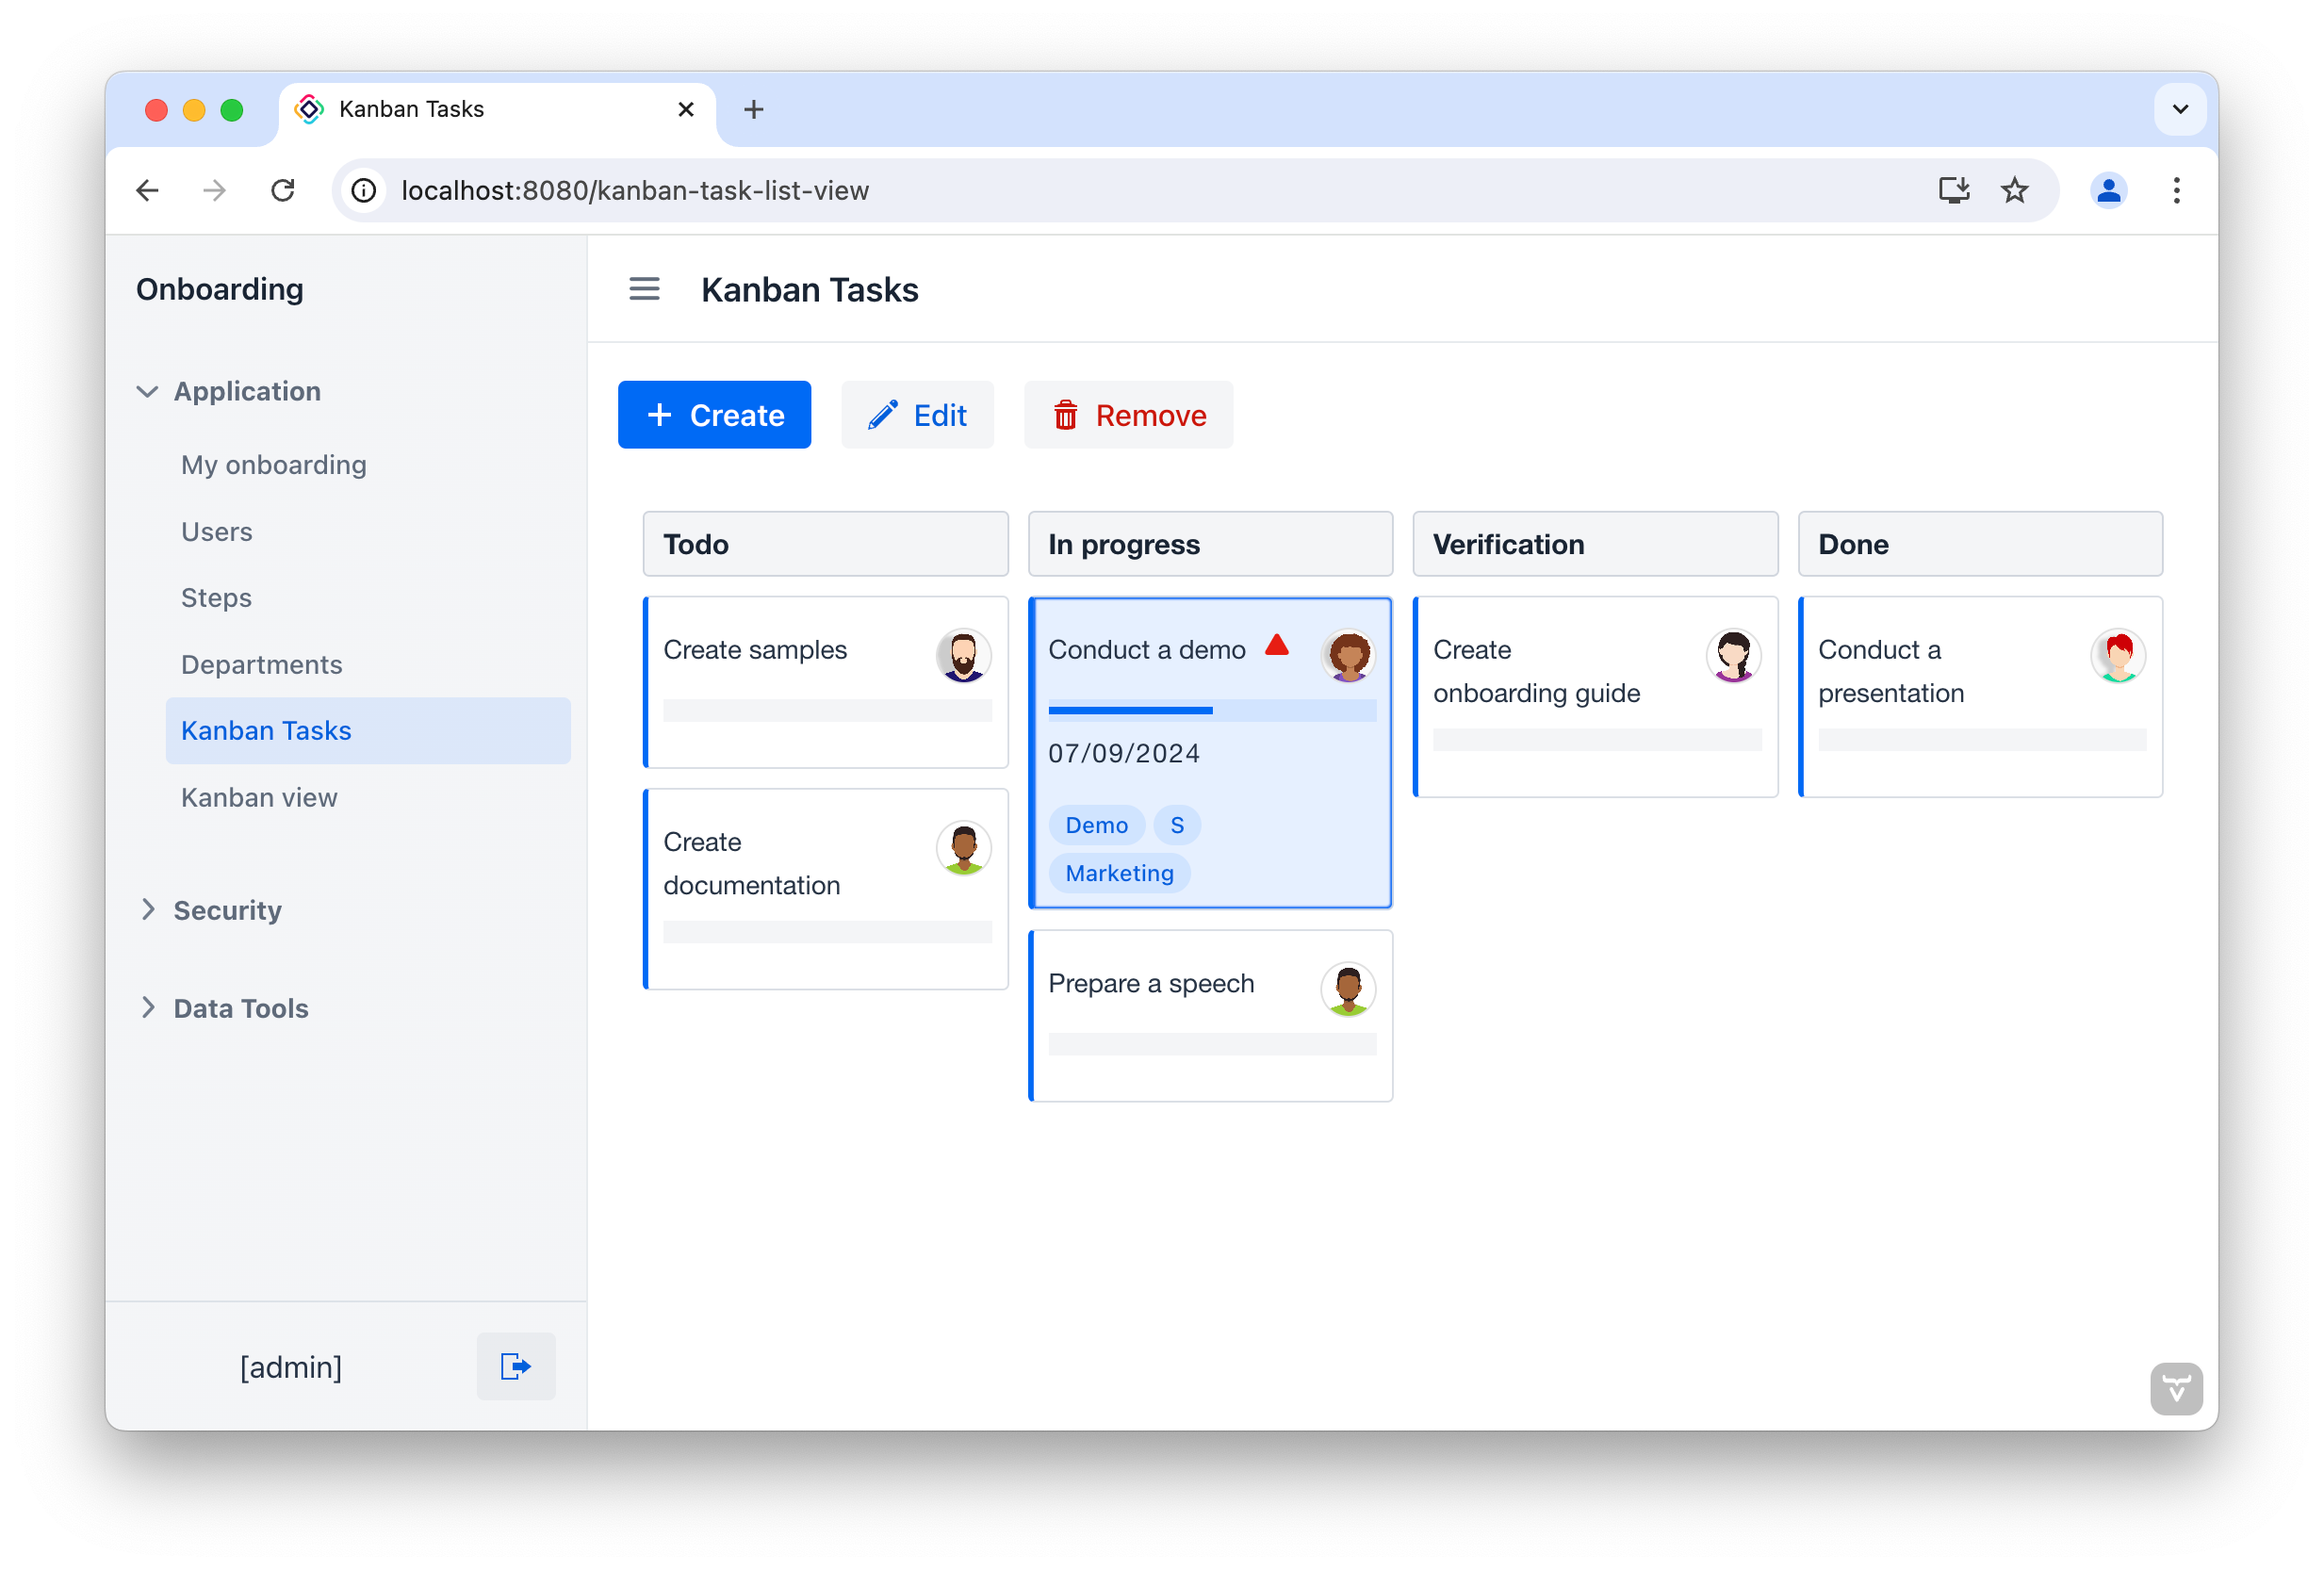 Kanban Tasks
localhost:8080/kanban-task-list-view
Onboarding
Application
My onboarding
Users
Steps
Departments
Kanban Tasks
Kanban view
Security
Data Tools
[admin]
Kanban Tasks
Create
Edit
Remove
Todo
Create samples
Create
documentation
In progress
Conduct a demo
07/09/2024
Demo S
Marketing
Prepare a speech
Verification
Create
onboarding guide
Done
Conduct a
presentation